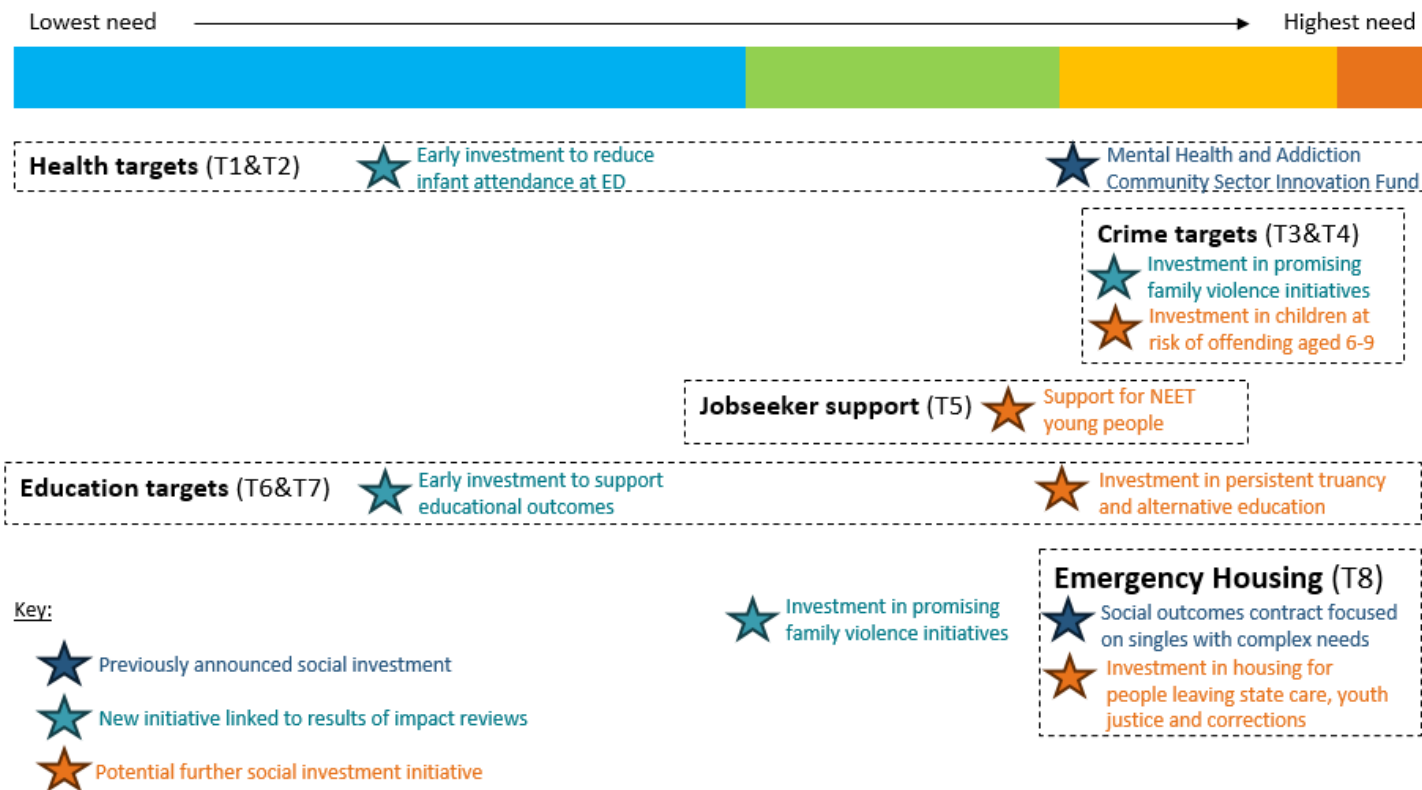 Lowest need
Highest need
Health targets (T1&T2)
Early investment to reduce
infant attendance at ED
Mental Health and Addiction
Community Sector Innovation Fund
Crime targets (T3&T4)
Investment in promising
family violence initiatives
Investment in children at
risk of offending aged 6-9
Jobseeker support (T5)
Support for NEET
young people
Education targets (T6&T7)
Early investment to support
educational outcomes
Investment in persistent truancy
and alternative education
Investment in promising
family violence initiatives
Emergency Housing (T8)
Social outcomes contract focused
on singles with complex needs
Investment in housing for
people leaving state care, youth
justice and corrections
Key:
Previously announced social investment
New initiative linked to results of impact reviews
Potential further social investment initiative